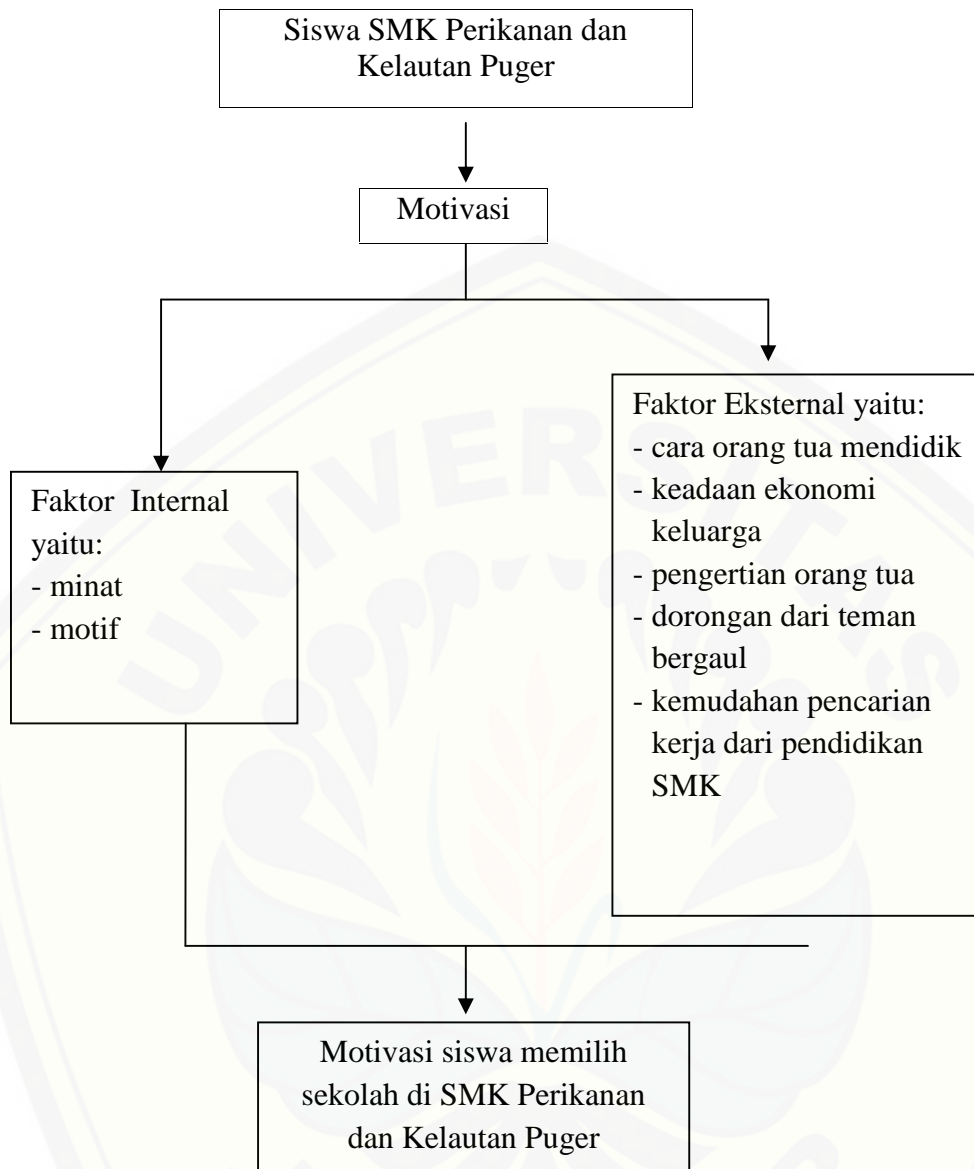 Siswa SMK Perikanan dan
Kelautan Puger
Motivasi
Faktor Internal
yaitu:
- minat
- motif
Faktor Eksternal yaitu:
- cara orang tua mendidik
- keadaan ekonomi
keluarga
- pengertian orang tua
- dorongan dari teman
bergaul
- kemudahan pencarian
kerja dari pendidikan
SMK
Motivasi siswa memilih
sekolah di SMK Perikanan
dan Kelautan Puger
UNIVERSITAS